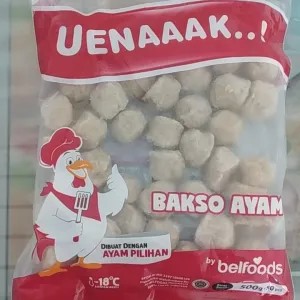 UENAAAK..!
BAKSO AYAM
DIBUAT DENGAN
AYAM PILIHAN
by belfoods
-18°C
500g